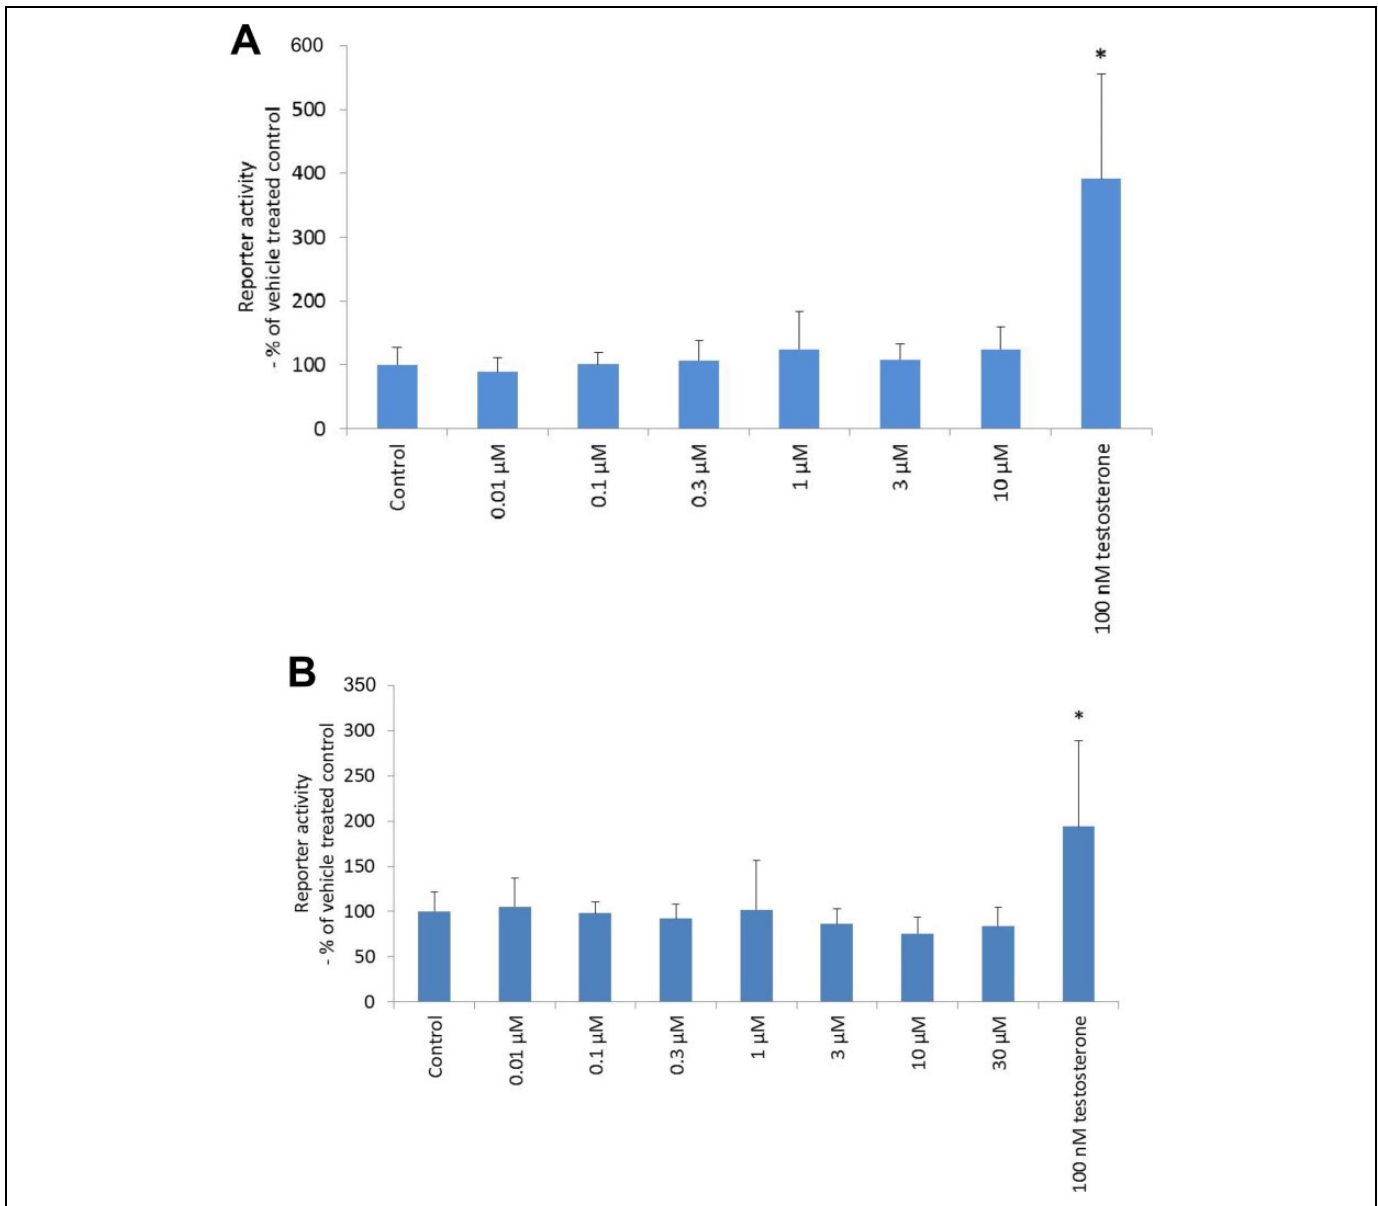 A
Reporter activity
- % of vehicle treated control
600
500
400
300
200
100
0
*
Control
0.01 µM
0.1 µM
0.3 µM
1 µM
3 µM
10 µM
100 nM testosterone
B
Reporter activity
- % of vehicle treated control
350
300
250
200
150
100
50
0
*
Control
0.01 µM
0.1 µM
0.3 µM
1 µM
3 µM
10 µM
30 µM
100 nM testosterone